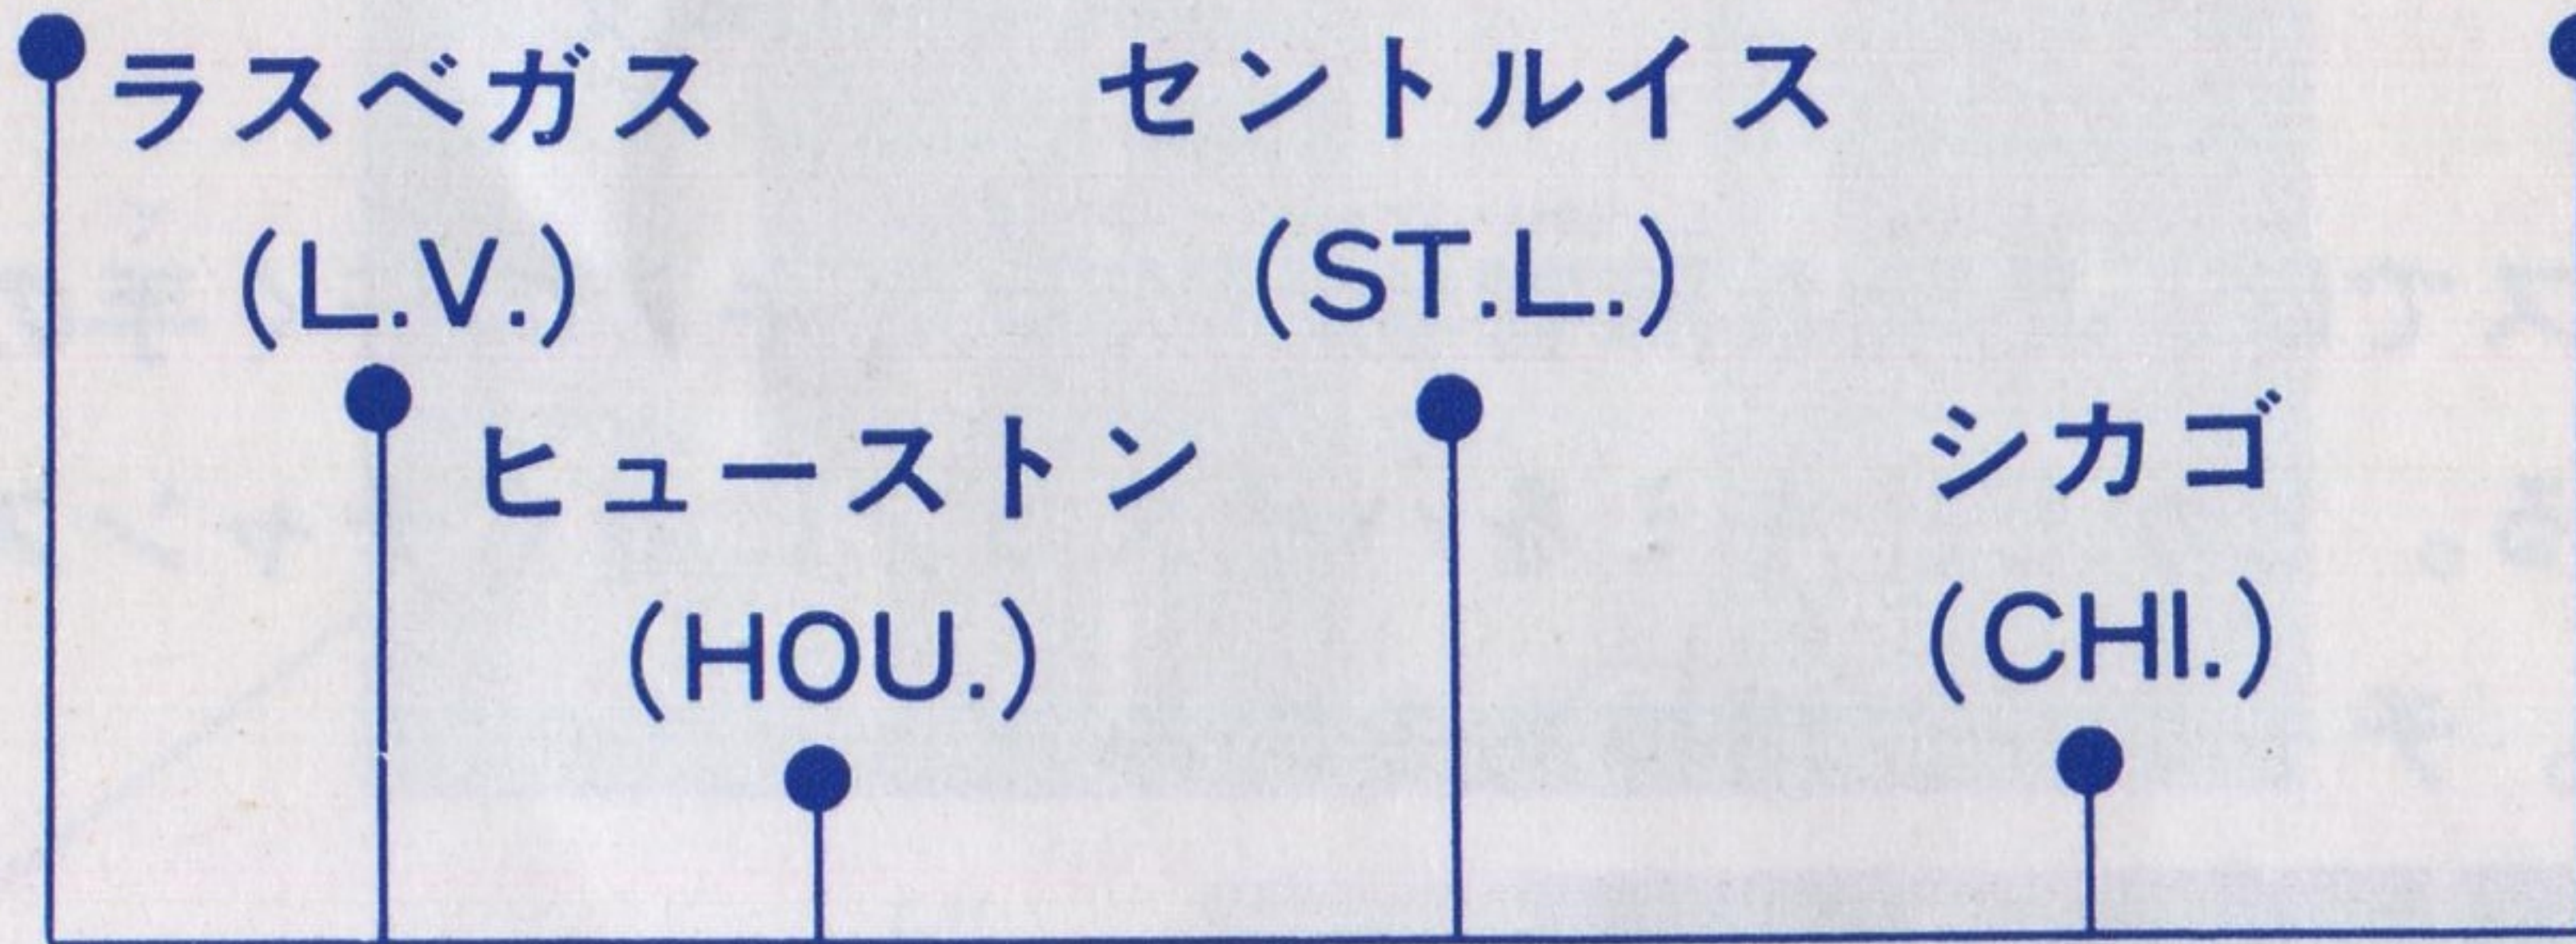 ラスベガス
(L.V.)
セントルイス
(ST.L.)
ヒューストン
(HOU.)
シカゴ
(CHI.)